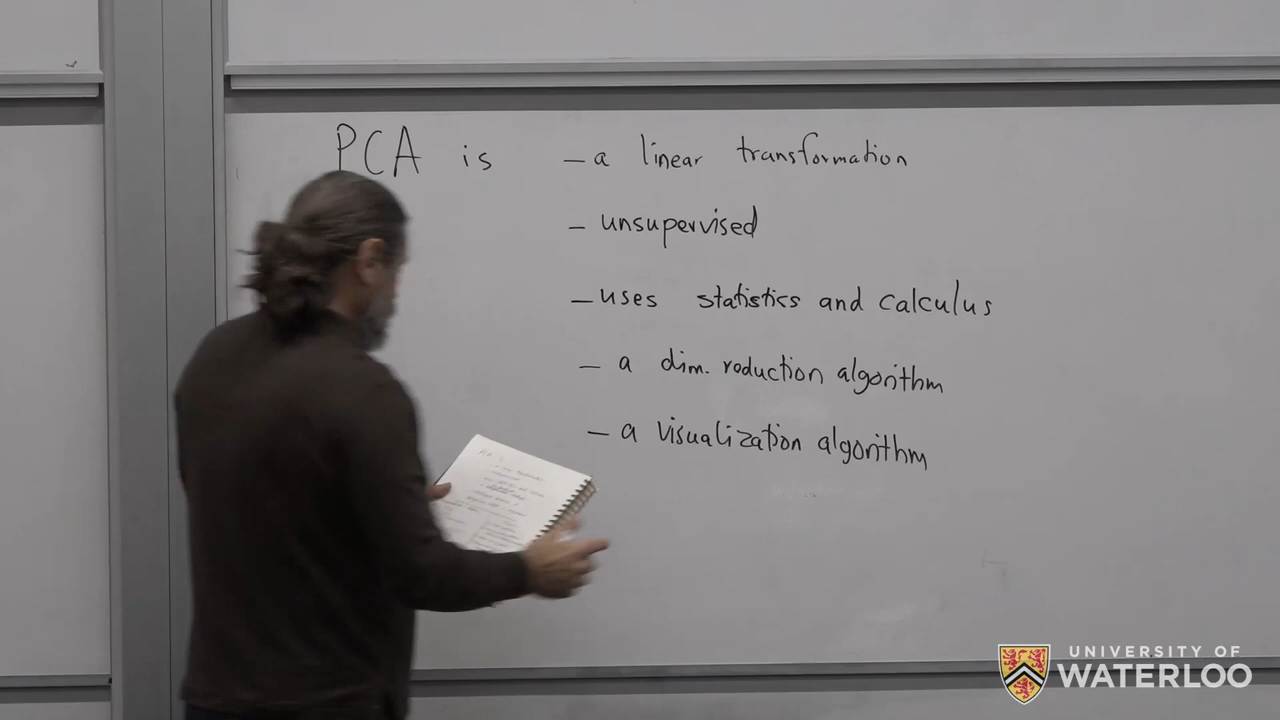 PCA is – a linear transformation
– unsupervised
– uses statistics and calculus
– a dim. reduction algorithm
– a visualization algorithm
UNIVERSITY OF
WATERLOO